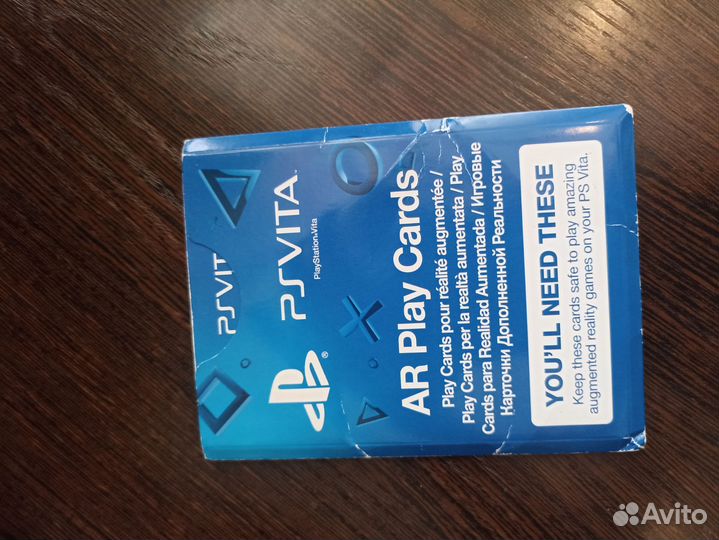 PSVIT
PSVITA
PlayStation®Vita
AR Play Cards
Play Cards pour réalité augmentée /
Play Cards per la realtà aumentata / Play
Cards para Realidad Aumentada / Игровые
Карточки Дополненной Реальности
YOU'LL NEED THESE
Keep these cards safe to play amazing
augmented reality games on your PS Vita.
Avito